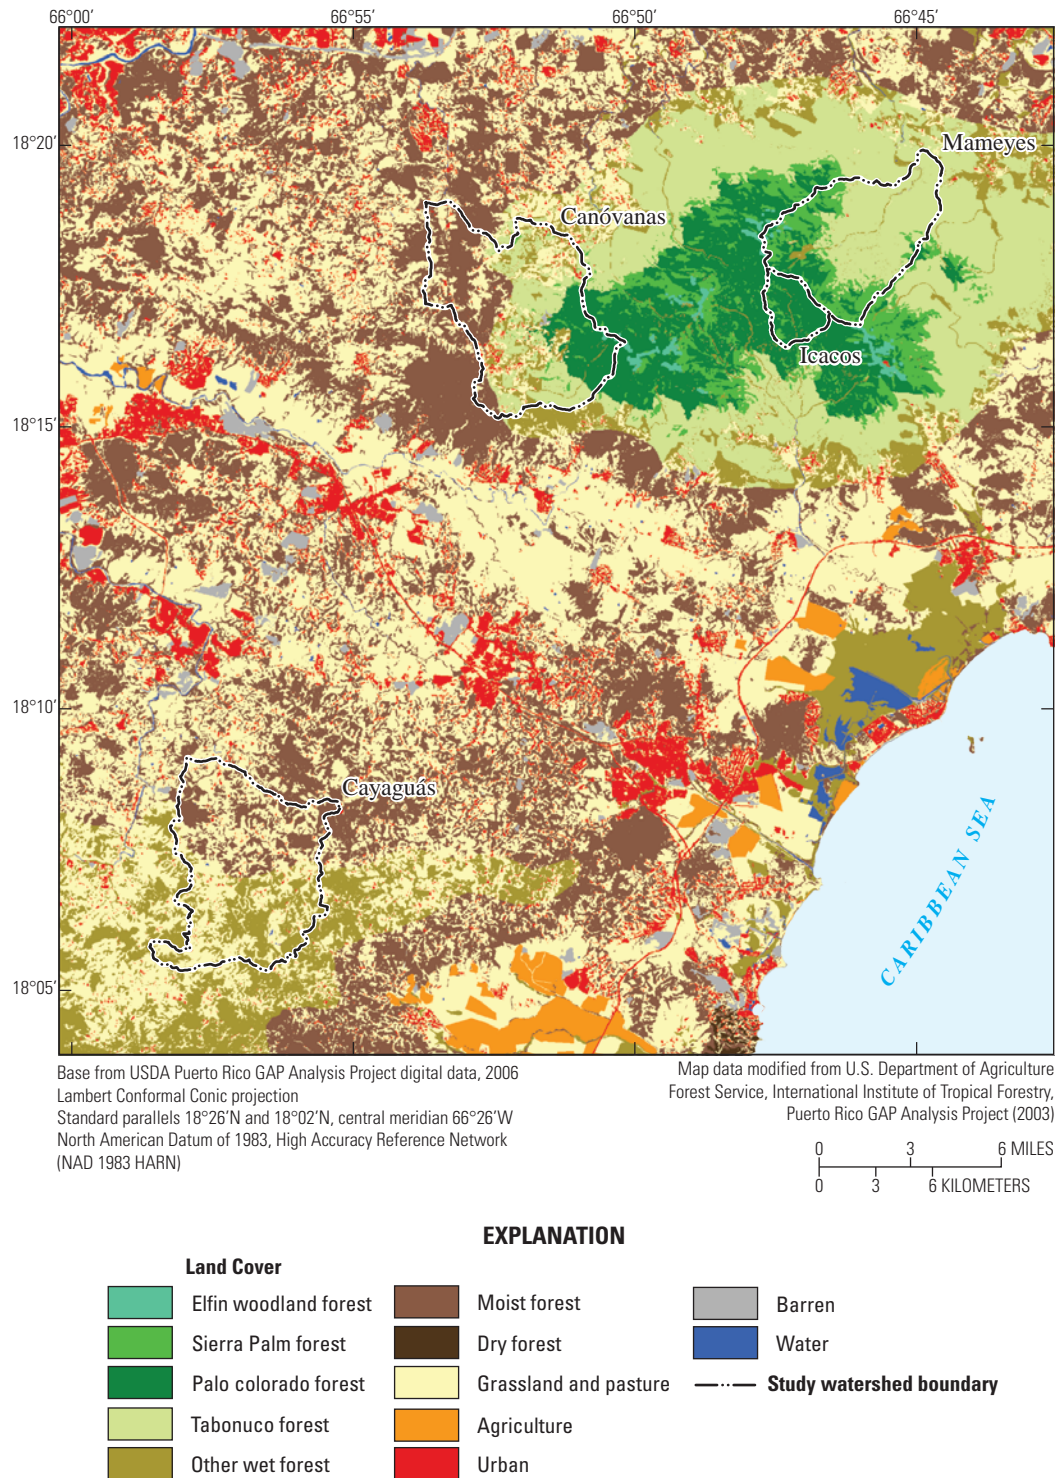 66°00′
66°55′
66°50′
66°45′
18°20′
18°15′
18°10′
18°05′
Mameyes
Canóvanas
Icacos
Cayaguás
CARIBBEAN SEA
Base from USDA Puerto Rico GAP Analysis Project digital data, 2006
Lambert Conformal Conic projection
Standard parallels 18°26′N and 18°02′N, central meridian 66°26′W
North American Datum of 1983, High Accuracy Reference Network
(NAD 1983 HARN)
Map data modified from U.S. Department of Agriculture
Forest Service, International Institute of Tropical Forestry,
Puerto Rico GAP Analysis Project (2003)
0 3 6 MILES
0 3 6 KILOMETERS
EXPLANATION
Land Cover
Elfin woodland forest
Sierra Palm forest
Palo colorado forest
Tabonuco forest
Other wet forest
Moist forest
Dry forest
Grassland and pasture
Agriculture
Urban
Barren
Water
Study watershed boundary